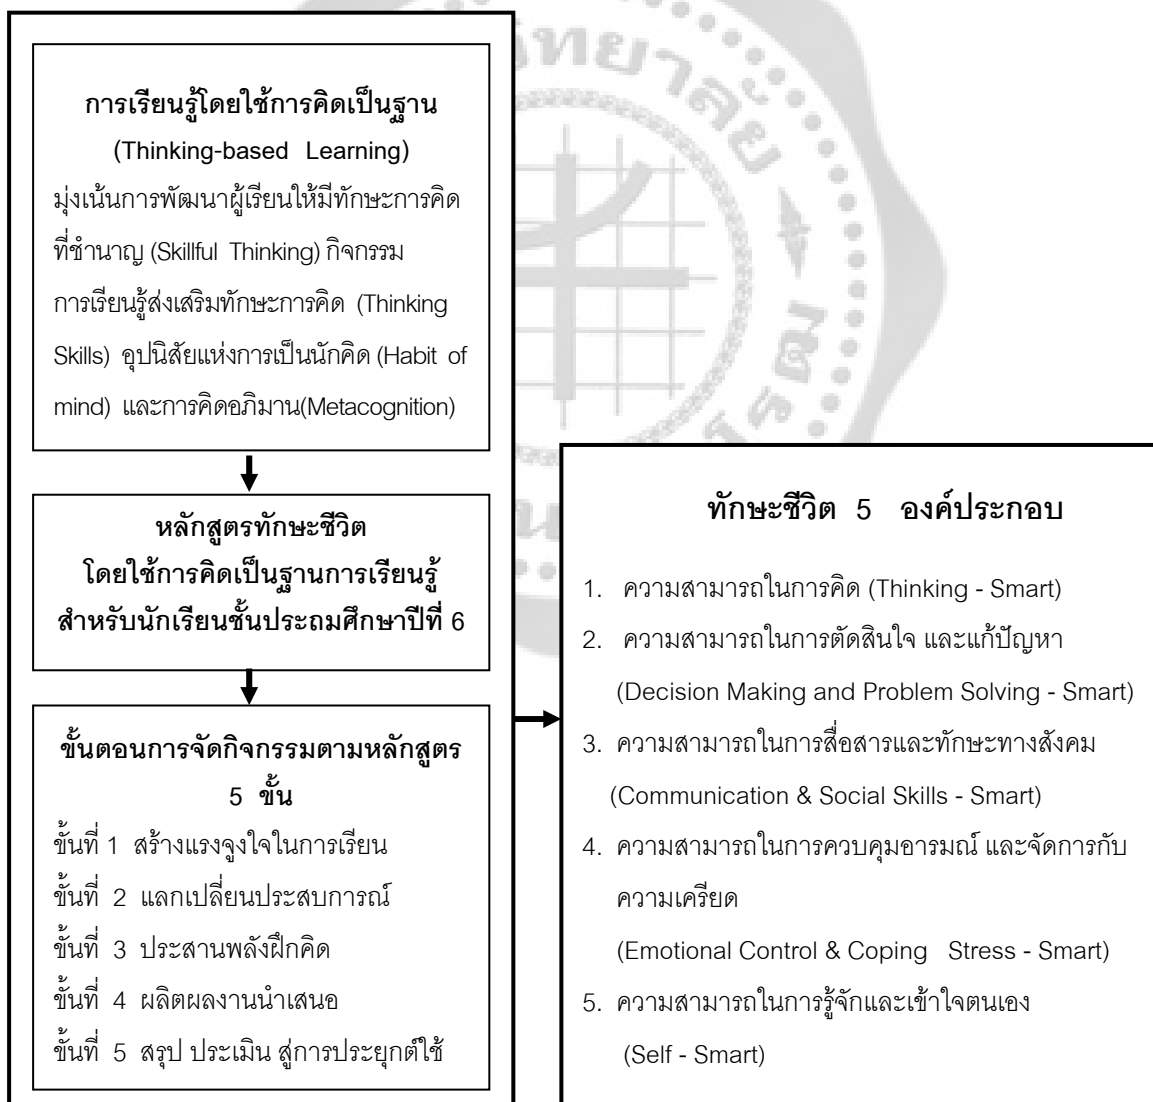 การเรียนรู้โดยใช้การคิดเป็นฐาน
(Thinking-based Learning)
มุ่งเน้นการพัฒนาผู้เรียนให้มีทักษะการคิด
ที่ชำนาญ (Skillful Thinking) กิจกรรม
การเรียนรู้ส่งเสริมทักษะการคิด (Thinking
Skills) อุปนิสัยแห่งการเป็นนักคิด (Habit of
mind) และการคิดอภิมาน(Metacognition)
หลักสูตรทักษะชีวิต
โดยใช้การคิดเป็นฐานการเรียนรู้
สำหรับนักเรียนชั้นประถมศึกษาปีที่ 6
ขั้นตอนการจัดกิจกรรมตามหลักสูตร
5 ขั้น
ขั้นที่ 1 สร้างแรงจูงใจในการเรียน
ขั้นที่ 2 แลกเปลี่ยนประสบการณ์
ขั้นที่ 3 ประสานพลังฝึกคิด
ขั้นที่ 4 ผลิตผลงานนำเสนอ
ขั้นที่ 5 สรุป ประเมิน สู่การประยุกต์ใช้
ทักษะชีวิต 5 องค์ประกอบ
1. ความสามารถในการคิด (Thinking - Smart)
2. ความสามารถในการตัดสินใจ และแก้ปัญหา
(Decision Making and Problem Solving - Smart)
3. ความสามารถในการสื่อสารและทักษะทางสังคม
(Communication & Social Skills - Smart)
4. ความสามารถในการควบคุมอารมณ์ และจัดการกับ
ความเครียด
(Emotional Control & Coping Stress - Smart)
5. ความสามารถในการรู้จักและเข้าใจตนเอง
(Self - Smart)